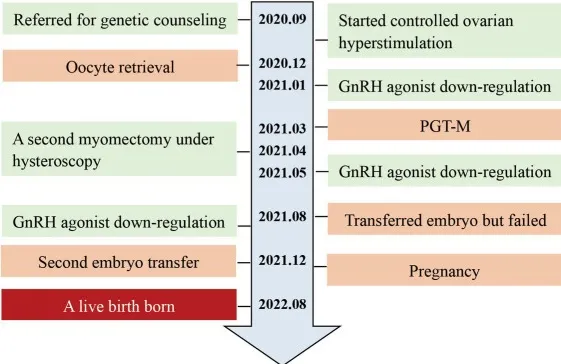 Referred for genetic counseling
2020.09
Started controlled ovarian
hyperstimulation
Oocyte retrieval
2020.12
2021.01
GnRH agonist down-regulation
2021.03
PGT-M
A second myomectomy under
hysteroscopy
2021.04
2021.05
GnRH agonist down-regulation
GnRH agonist down-regulation
2021.08
Transferred embryo but failed
Second embryo transfer
2021.12
Pregnancy
A live birth born
2022.08